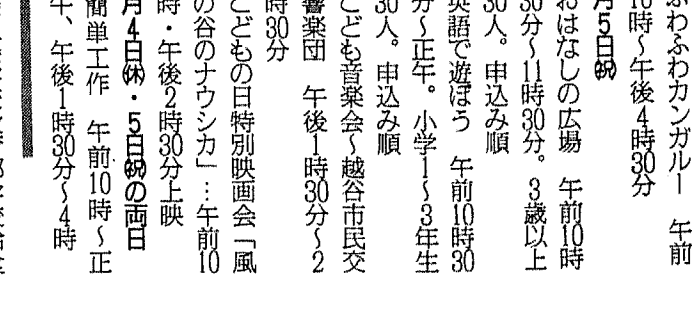 ふわふわカンガルー 午前
10時～午後4時30分
月5日㊗
おはなしの広場 午前10時
30分～11時30分。3歳以上
30人。申込み順
英語で遊ぼう 午前10時30
分～正午。小学1～3年生
30人。申込み順
こども音楽会～越谷市民交
響楽団 午後1時30分～2
時30分
こどもの日特別映画会「風
の谷のナウシカ」…午前10
時・午後2時30分上映
月4日㊡・5日㊗の両日
簡単工作 午前10時～正
午、午後1時30分～4時